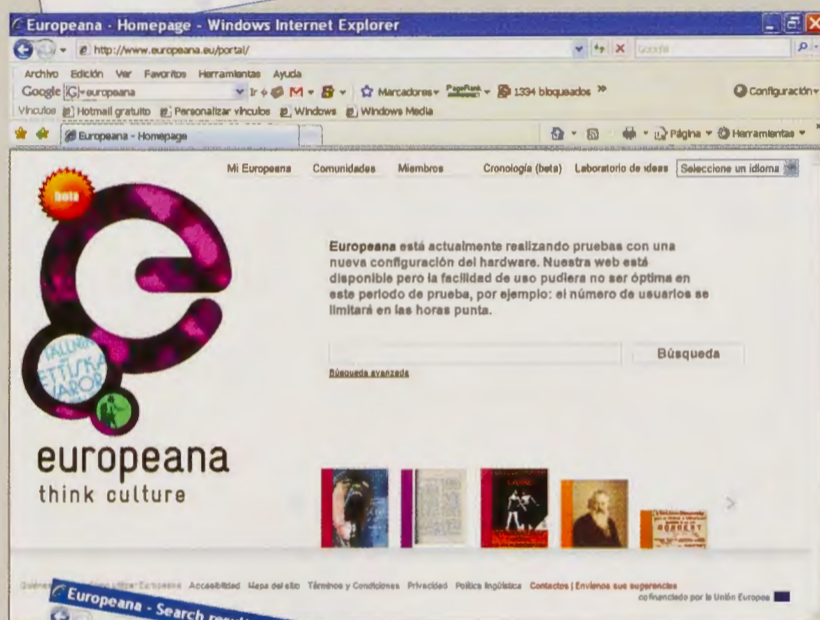 Europeana - Homepage - Windows Internet Explorer
http://www.europeana.eu/portal/
Google
Archivo Edición Ver Favoritos Herramientas Ayuda
Google G europeana Ir M B Marcadores PageRank 1334 bloqueados Configuración
Vínculos Hotmail gratuito Personalizar vínculos Windows Windows Media
Europeana - Homepage Página Herramientas
Mi Europeana Comunidades Miembros Cronología (beta) Laboratorio de ideas Seleccione un idioma
beta
Europeana está actualmente realizando pruebas con una
nueva configuración del hardware. Nuestra web está
disponible pero la facilidad de uso pudiera no ser óptima en
este periodo de prueba, por ejemplo: el número de usuarios se
limitará en las horas punta.
Búsqueda
Búsqueda avanzada
TALLINN
ETTISKA
VAROR
europeana
think culture
Accesibilidad Mapa del sitio Términos y Condiciones Privacidad Política lingüística Contactos | Envíenos sus sugerencias
cofinanciado por la Unión Europea
Europeana - Search